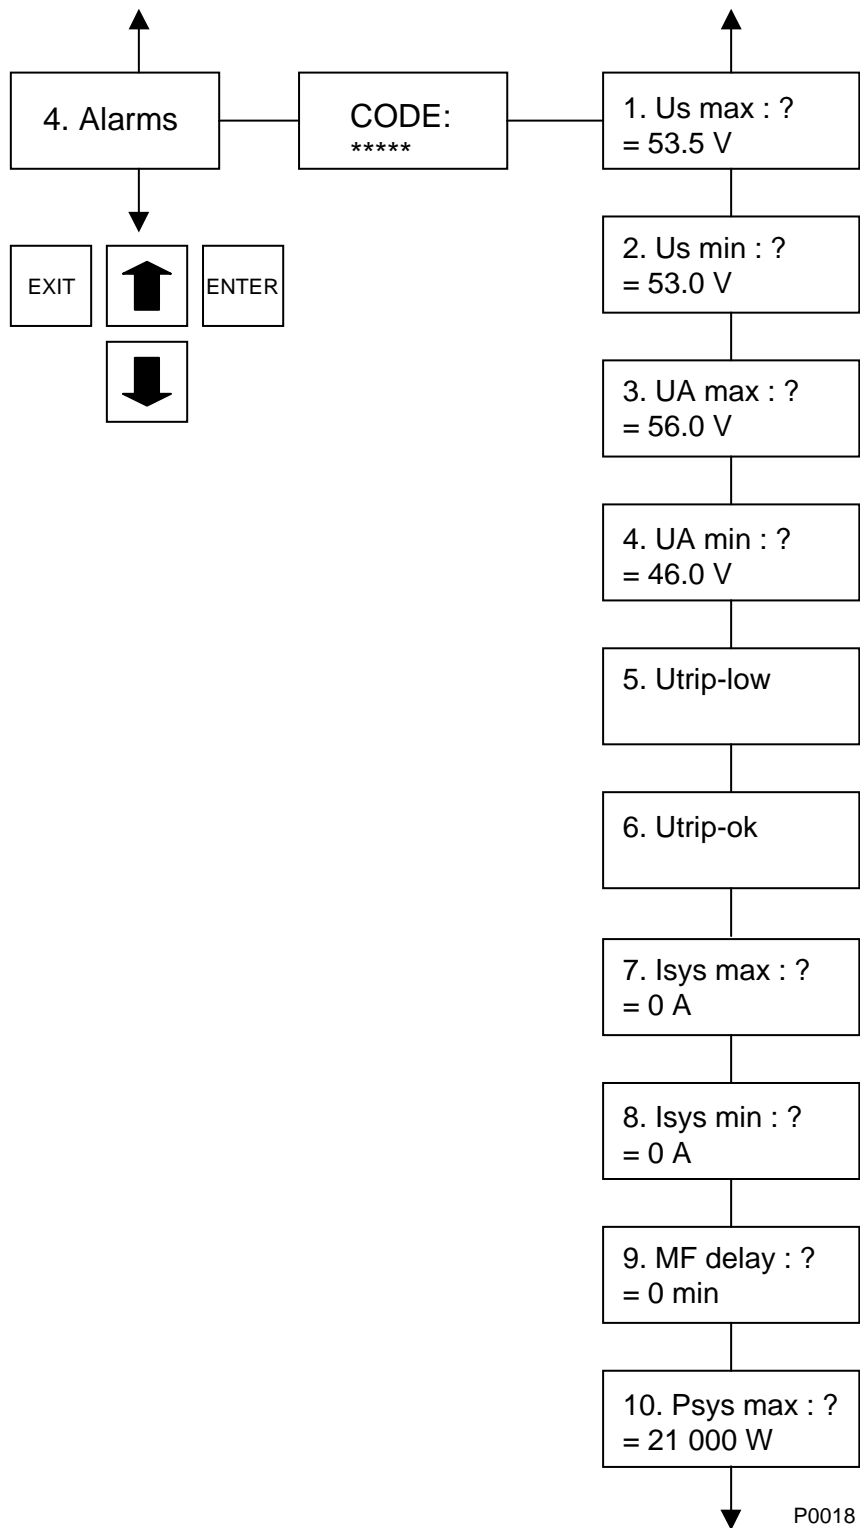 4. Alarms
CODE:
*****
EXIT
ENTER
1. Us max : ?
= 53.5 V
2. Us min : ?
= 53.0 V
3. UA max : ?
= 56.0 V
4. UA min : ?
= 46.0 V
5. Utrip-low
6. Utrip-ok
7. Isys max : ?
= 0 A
8. Isys min : ?
= 0 A
9. MF delay : ?
= 0 min
10. Psys max : ?
= 21 000 W
P0018